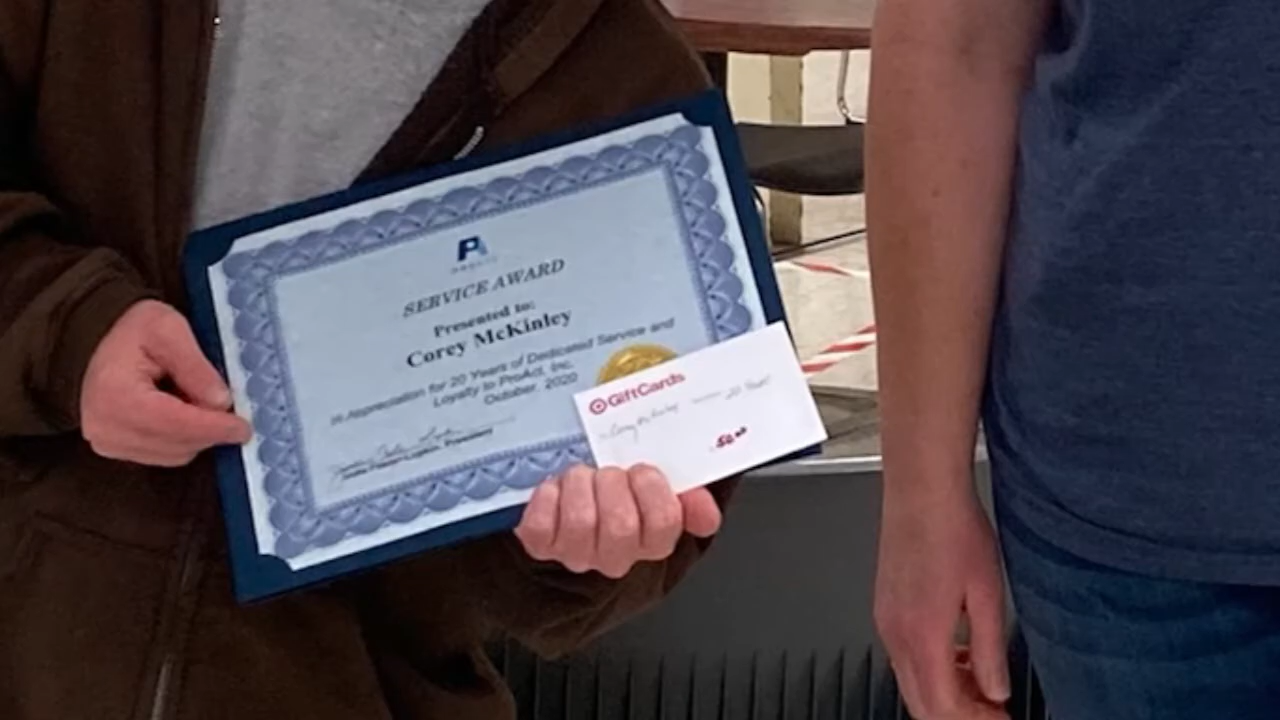 SERVICE AWARD
Presented to:
Corey McKinley
In Appreciation for 20 Years of Dedicated Service and
Loyalty to ProAct, Inc.
October, 2020
President
GiftCards